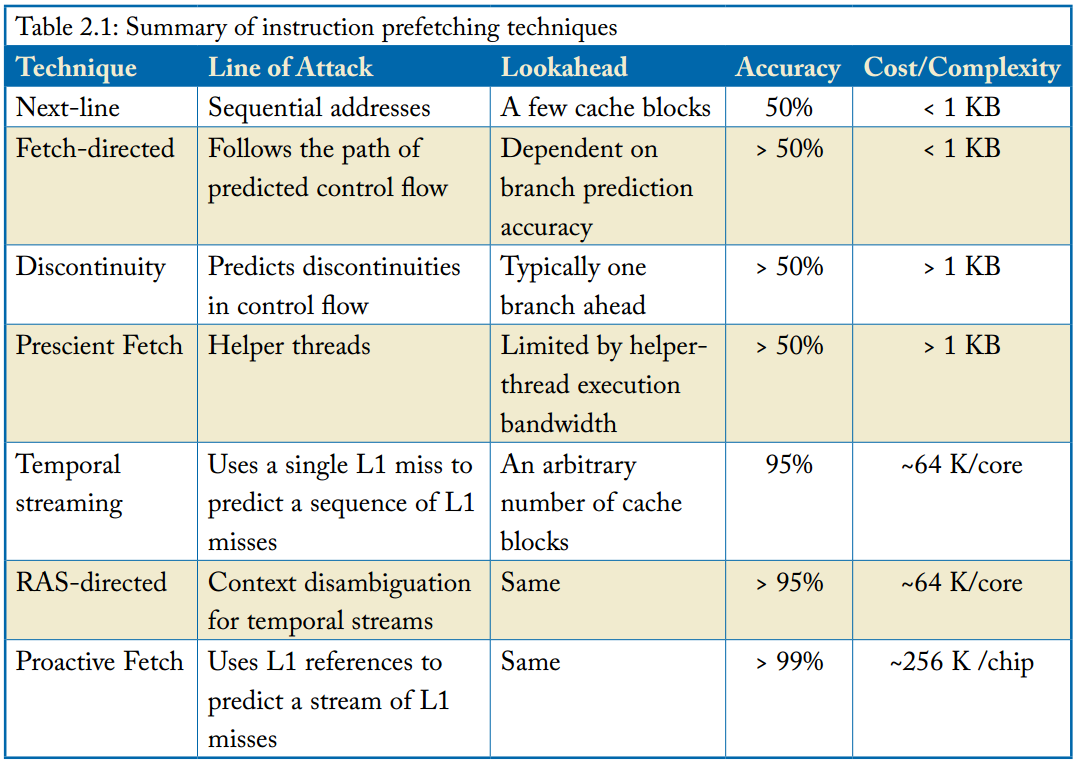 Table 2.1: Summary of instruction prefetching techniques
Technique Line of Attack Lookahead Accuracy Cost/Complexity
Next-line Sequential addresses A few cache blocks 50% < 1 KB
Fetch-directed Follows the path of Dependent on > 50% < 1 KB
predicted control flow branch prediction
accuracy
Discontinuity Predicts discontinuities Typically one > 50% > 1 KB
in control flow branch ahead
Prescient Fetch Helper threads Limited by helper- > 50% > 1 KB
thread execution
bandwidth
Temporal Uses a single L1 miss to An arbitrary 95% ~64 K/core
streaming predict a sequence of L1 number of cache
misses blocks
RAS-directed Context disambiguation Same > 95% ~64 K/core
for temporal streams
Proactive Fetch Uses L1 references to Same > 99% ~256 K /chip
predict a stream of L1
misses